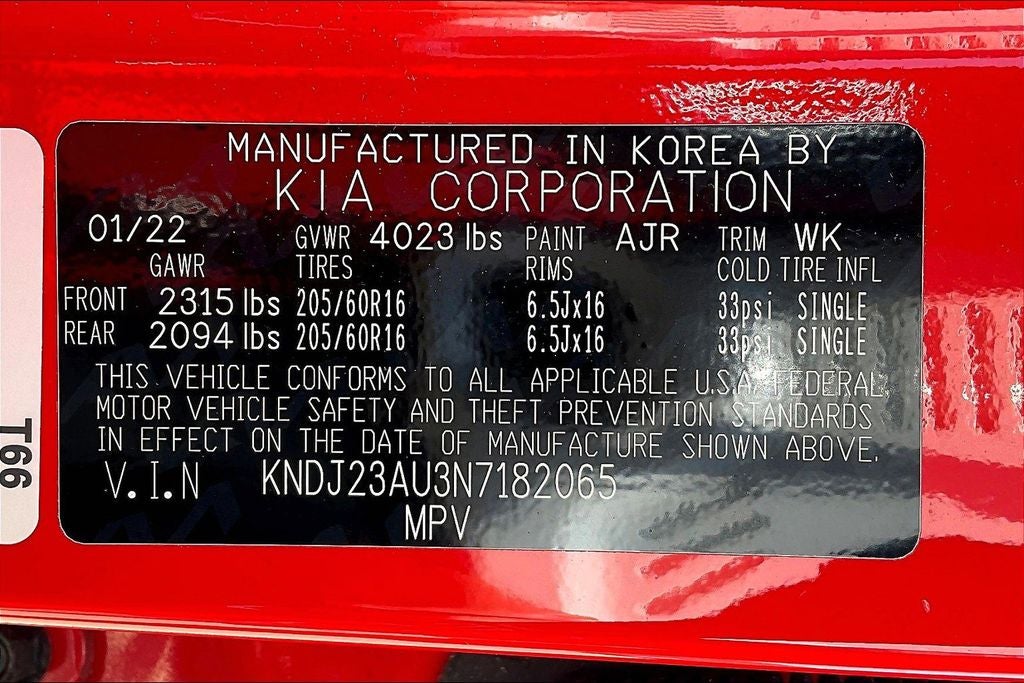 MANUFACTURED IN KOREA BY
KIA CORPORATION
01/22 GVWR 4023 lbs PAINT AJR TRIM WK
GAWR TIRES RIMS COLD TIRE INFL
FRONT 2315 lbs 205/60R16 6.5Jx16 33psi SINGLE
REAR 2094 lbs 205/60R16 6.5Jx16 33psi SINGLE
THIS VEHICLE CONFORMS TO ALL APPLICABLE U.S.A. FEDERAL
MOTOR VEHICLE SAFETY AND THEFT PREVENTION STANDARDS
IN EFFECT ON THE DATE OF MANUFACTURE SHOWN ABOVE.
V.I.N KNDJ23AU3N7182065
MPV
T66